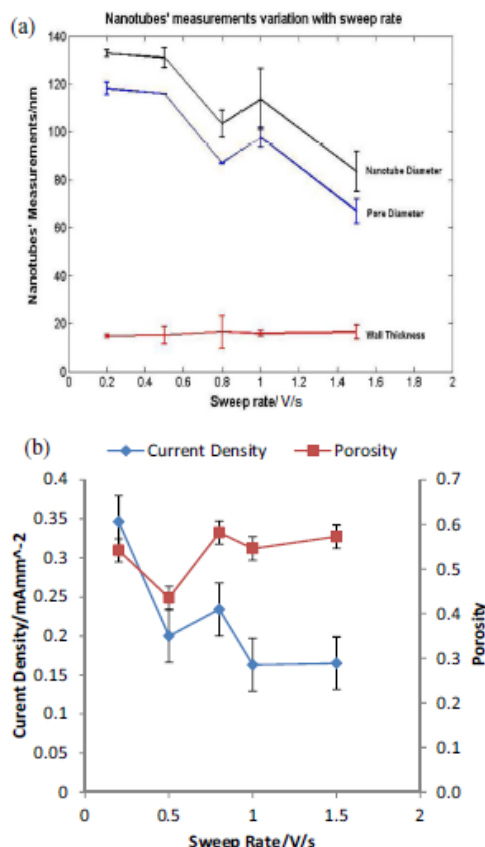 (a)
Nanotubes' measurements variation with sweep rate
Nanotubes' Measurements/nm
140
120
100
80
60
40
20
0
Nanotube Diameter
Pore Diameter
Wall Thickness
0 0.2 0.4 0.6 0.8 1 1.2 1.4 1.6 1.8 2
Sweep rate/ V/s
(b)
Current Density Porosity
Curent Density/mAmm^-2
0.4
0.35
0.3
0.25
0.2
0.15
0.1
0.05
0
0.7
0.6
0.5
0.4
0.3
0.2
0.1
0.0
Porosity
0 0.5 1 1.5 2
Sweep Rate/V/s